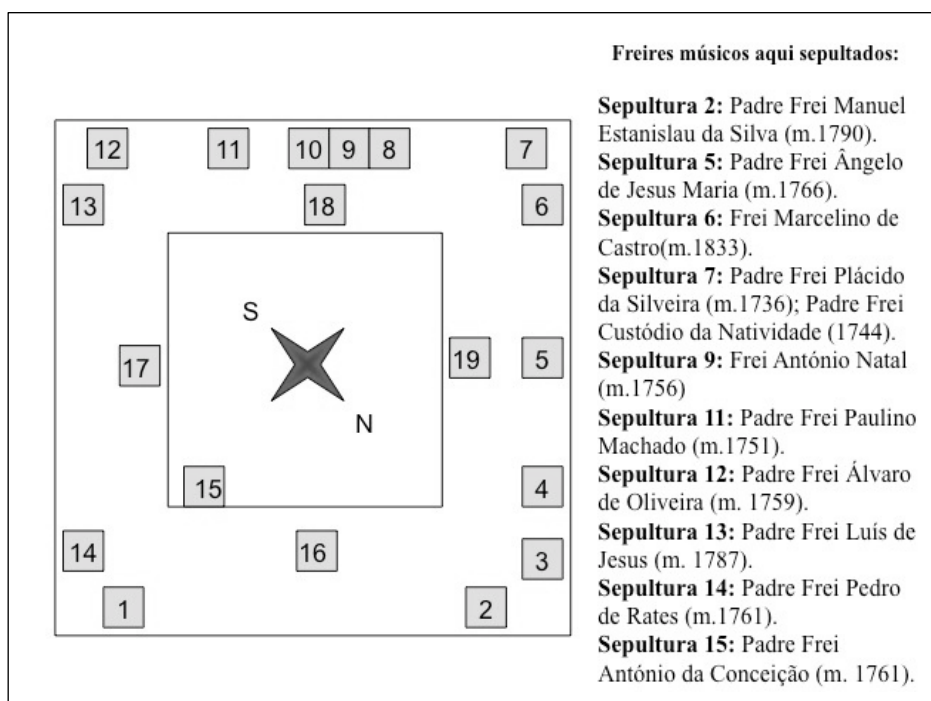 Freires músicos aqui sepultados:
Sepultura 2: Padre Frei Manuel
Estanislau da Silva (m.1790).
Sepultura 5: Padre Frei Ângelo
de Jesus Maria (m.1766).
Sepultura 6: Frei Marcelino de
Castro(m.1833).
Sepultura 7: Padre Frei Plácido
da Silveira (m.1736); Padre Frei
Custódio da Natividade (1744).
Sepultura 9: Frei António Natal
(m.1756)
Sepultura 11: Padre Frei Paulino
Machado (m.1751).
Sepultura 12: Padre Frei Álvaro
de Oliveira (m. 1759).
Sepultura 13: Padre Frei Luís de
Jesus (m. 1787).
Sepultura 14: Padre Frei Pedro
de Rates (m.1761).
Sepultura 15: Padre Frei
António da Conceição (m. 1761).
12 11 10 9 8 7
13 18 6
S
17 19 5
N
15 4
14 16 3
1 2